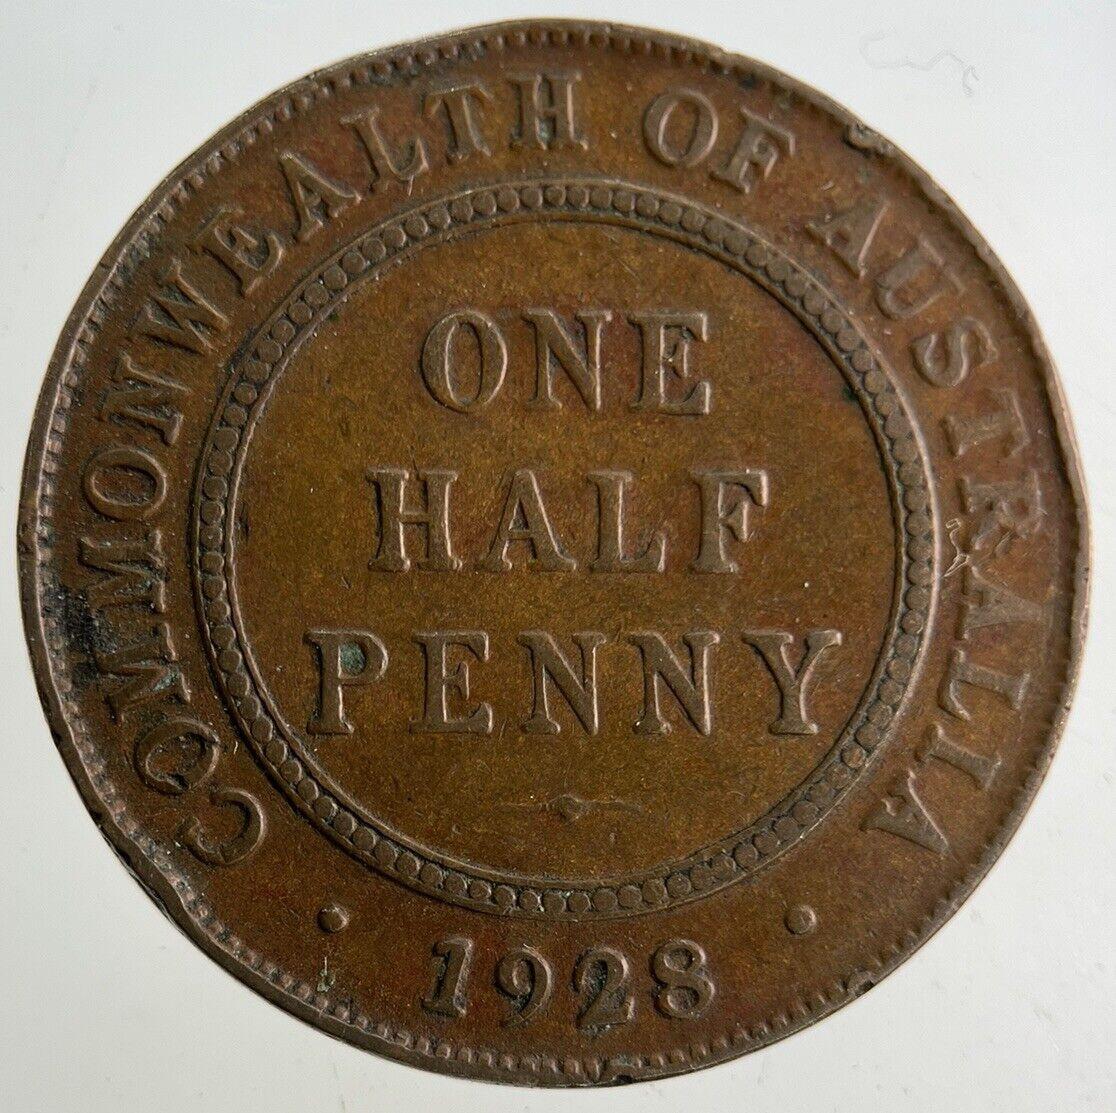 COMMONWEALTH OF AUSTRALIA
ONE
HALF
PENNY
· 1928 ·